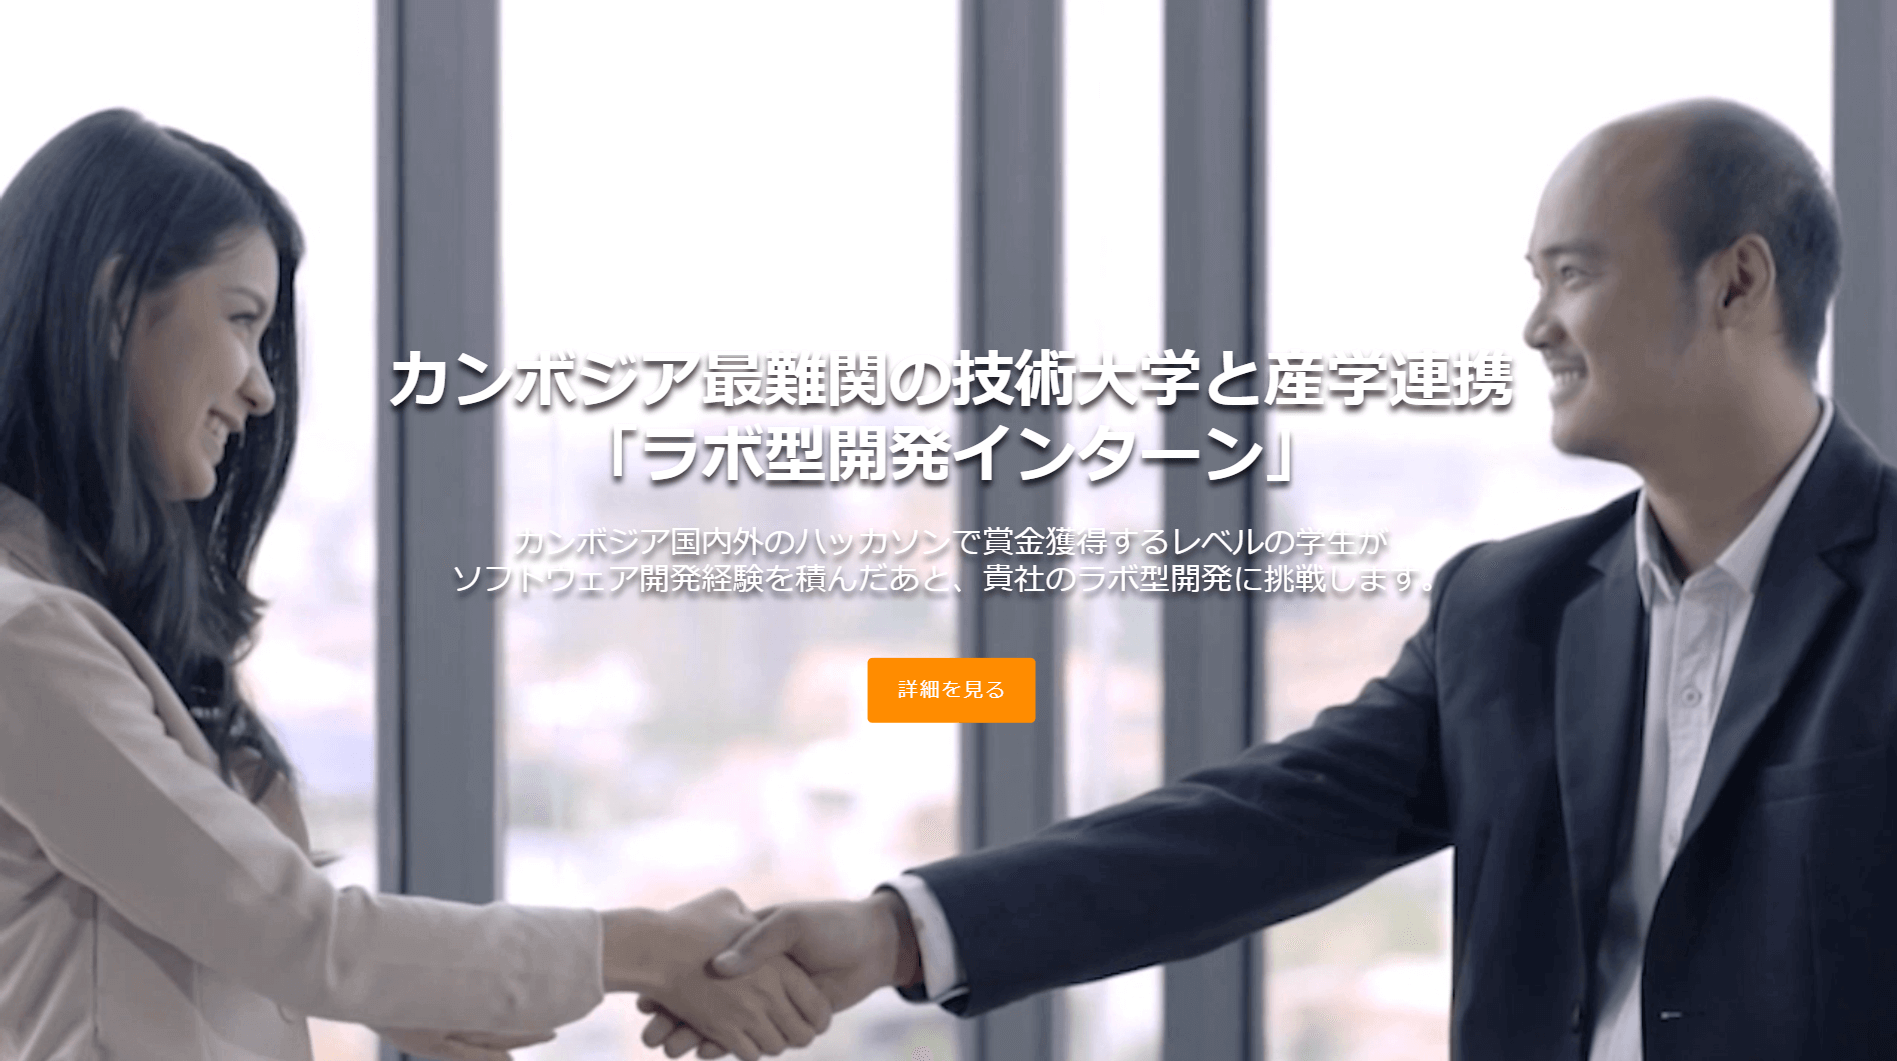 カンボジア最難関の技術大学と産学連携
「ラボ型開発インターン」
カンボジア国内外のハッカソンで賞金獲得するレベルの学生が
ソフトウェア開発経験を積んだあと、貴社のラボ型開発に挑戦します。
詳細を見る